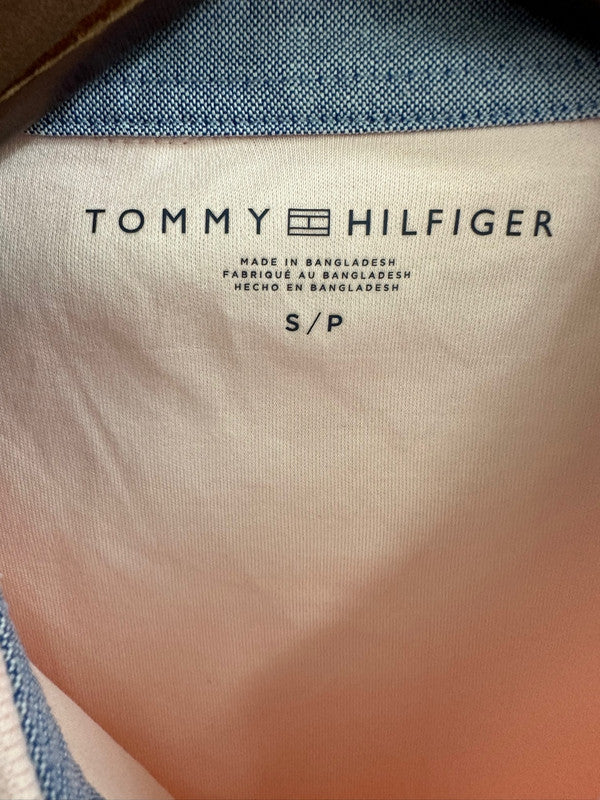 TOMMY HILFIGER
MADE IN BANGLADESH
FABRIQUÉ AU BANGLADESH
HECHO EN BANGLADESH
S/P